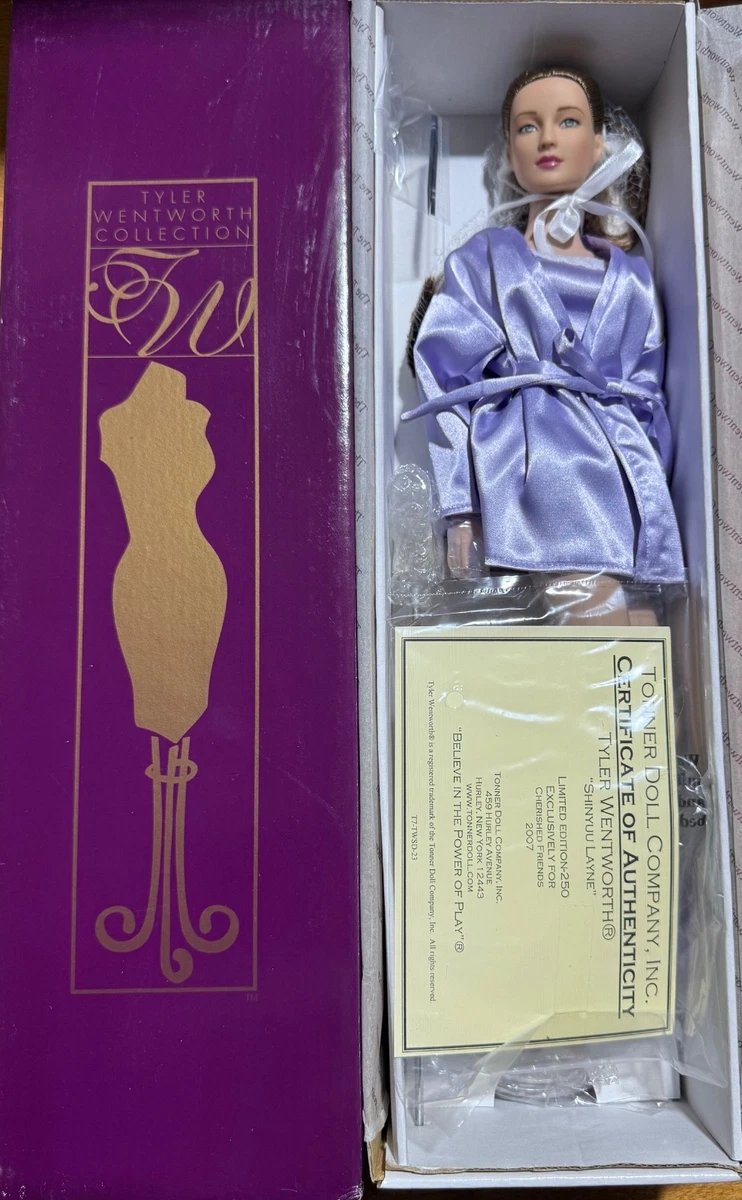 TYLER
WENTWORTH
COLLECTION
TW
TM
TONNER DOLL COMPANY, INC.
CERTIFICATE OF AUTHENTICITY
TYLER WENTWORTH®
"SHINYUU LAYNE"
LIMITED EDITION-250
EXCLUSIVELY FOR
CHERISHED FRIENDS
2007
TONNER DOLL COMPANY, INC.
459 HURLEY AVENUE
HURLEY, NEW YORK 12443
WWW.TONNERDOLL.COM
"BELIEVE IN THE POWER OF PLAY"®
Tyler Wentworth® is a registered trademark of the Tonner Doll Company, Inc. All rights reserved.
T7-TWSD-23